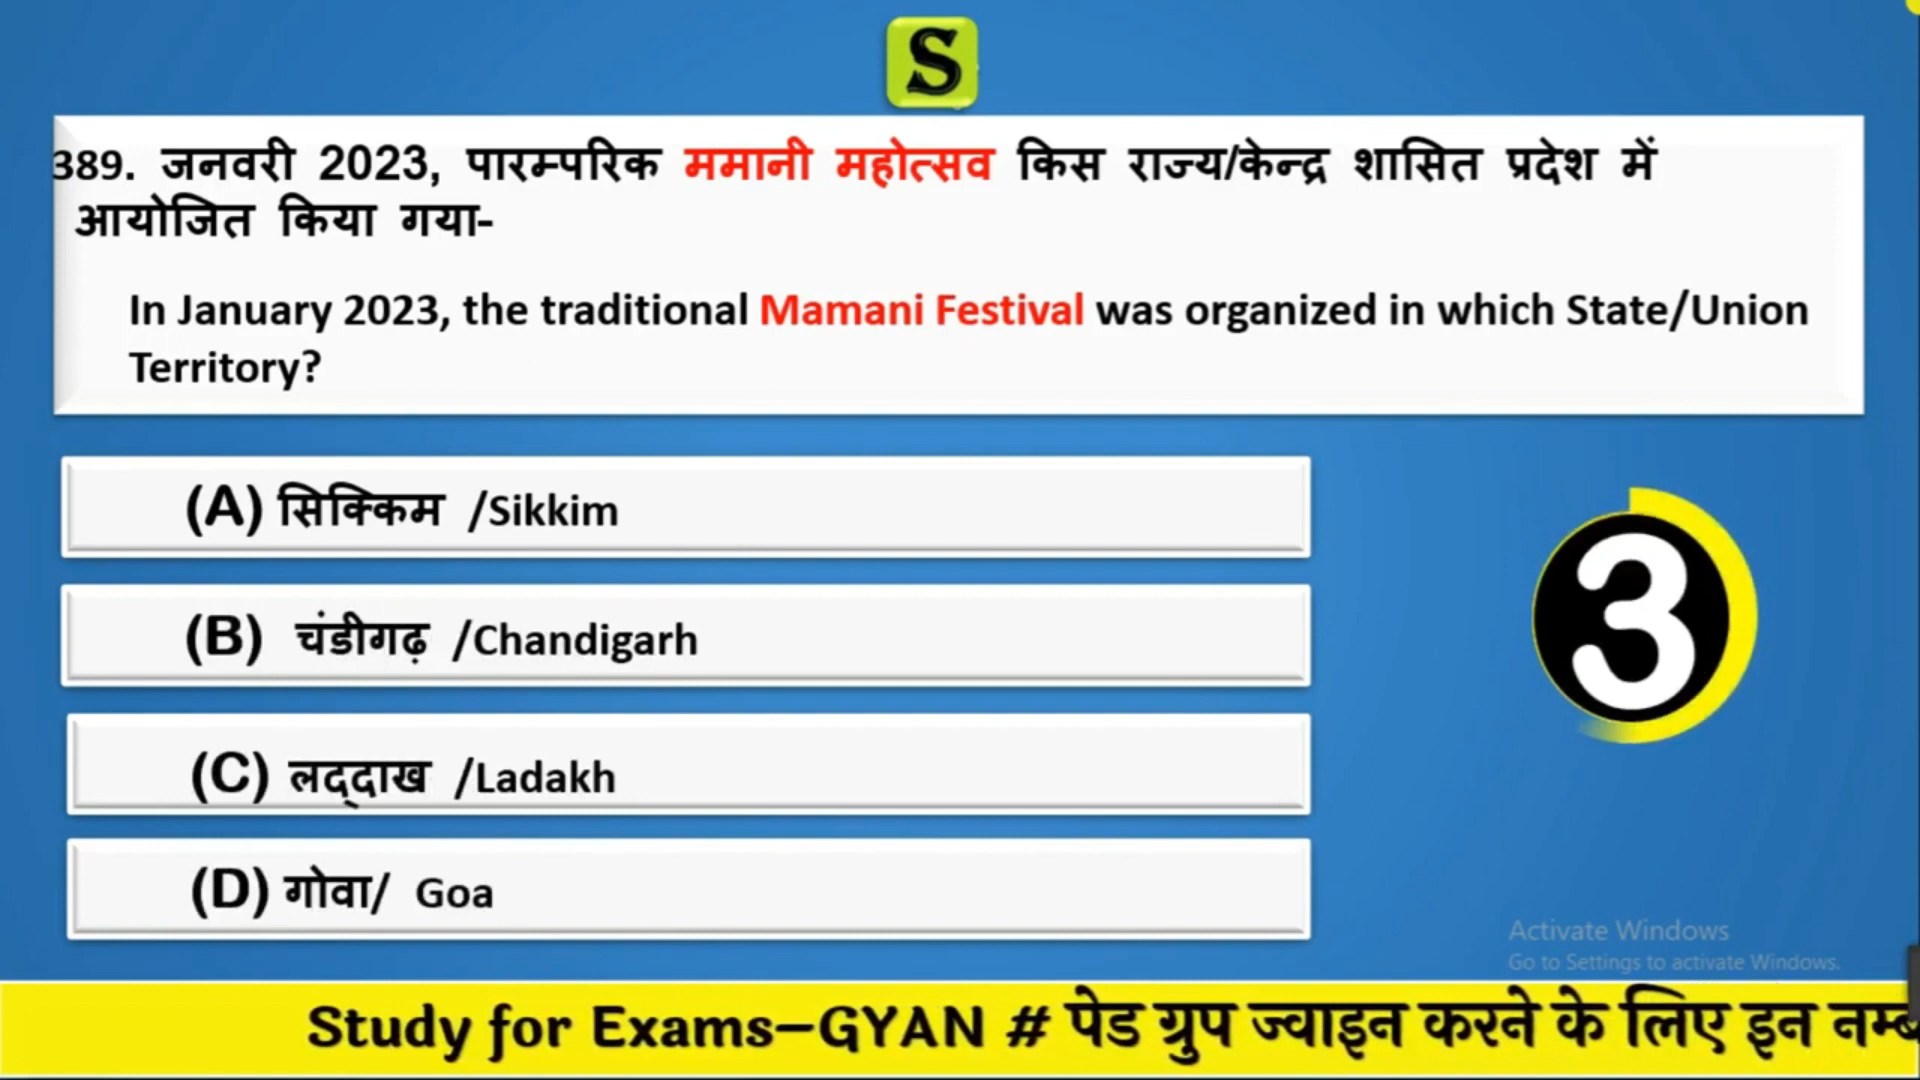 S
389. जनवरी 2023, पारम्परिक ममानी महोत्सव किस राज्य/केन्द्र शासित प्रदेश में
आयोजित किया गया-
In January 2023, the traditional Mamani Festival was organized in which State/Union
Territory?
(A) सिक्किम /Sikkim
(B) चंडीगढ़ /Chandigarh
3
(C) लद्दाख /Ladakh
(D) गोवा/ Goa
Activate Windows
Go to Settings to activate Windows.
Study for Exams–GYAN # पेड ग्रुप ज्वाइन करने के लिए इन